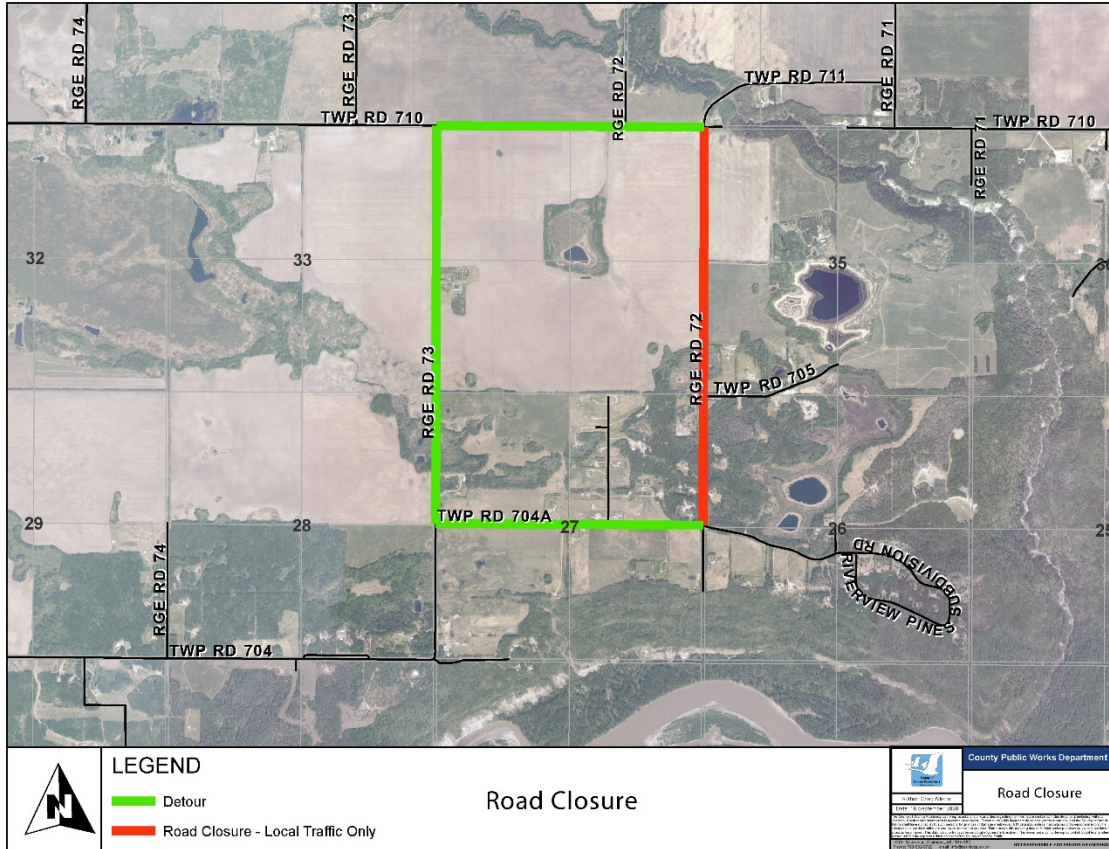 RGE RD 74
RGE RD 73
RGE RD 72
RGE RD 71
TWP RD 711
TWP RD 710
TWP RD 710
RGE RD 71
32
33
35
RGE RD 73
RGE RD 72
TWP RD 705
29
28
TWP RD 704A
27
26
RGE RD 74
SUBDIVISION RD
RIVERVIEW PINES
TWP RD 704
N
LEGEND
Detour
Road Closure - Local Traffic Only
Road Closure
County Public Works Department
Road Closure